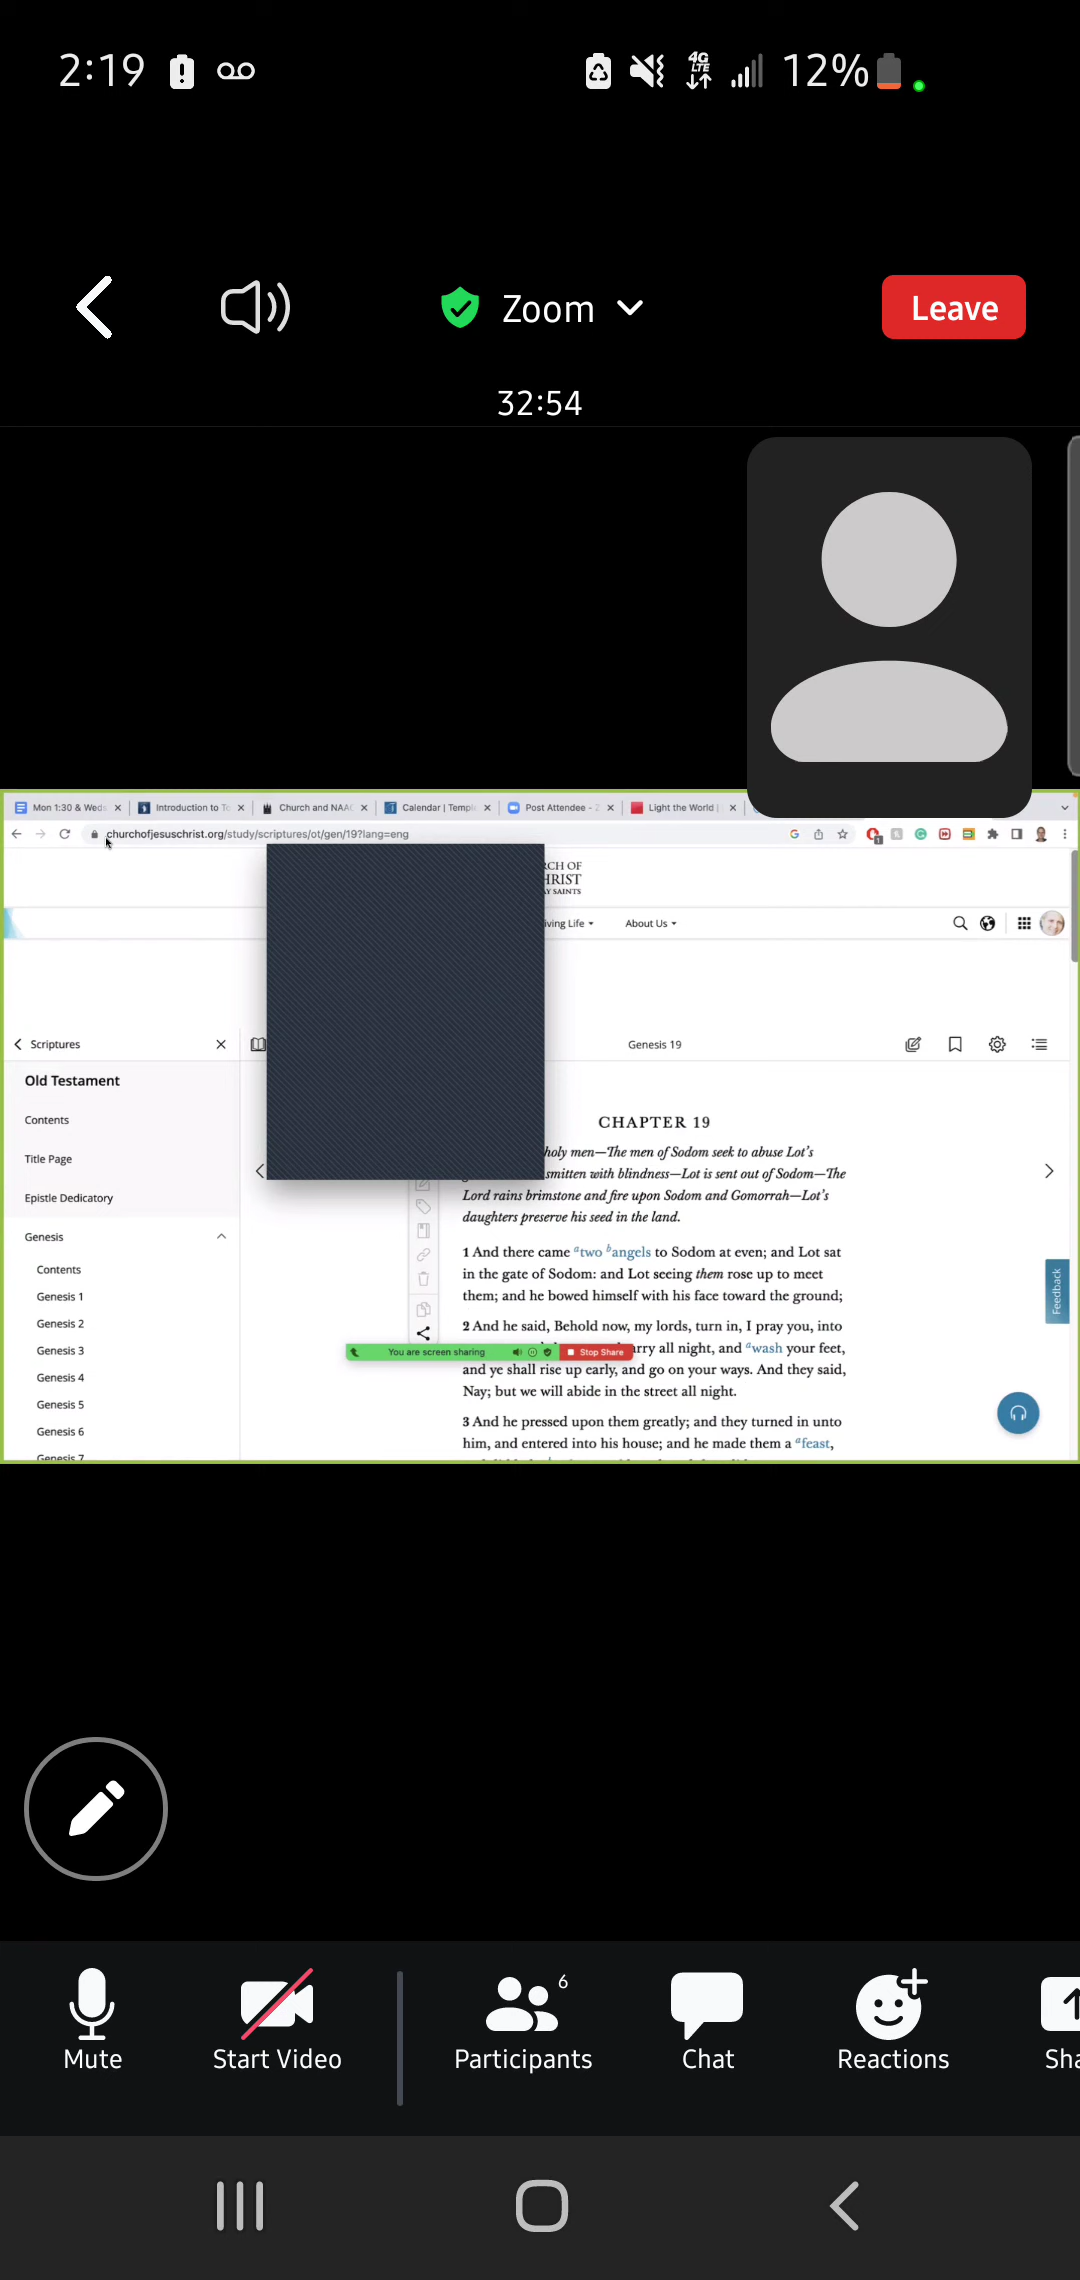 2:19 4G LTE 12%
Zoom Leave
32:54
Mon 1:30 & Weds Introduction to Church and NAAC Calendar | Temple Post Attendee - Light the World |
churchofjesuschrist.org/study/scriptures/ot/gen/19?lang=eng
CH OF
HRIST
Y SAINTS
ving Life About Us
Scriptures Genesis 19
Old Testament
Contents
Title Page
Epistle Dedicatory
Genesis
Contents
Genesis 1
Genesis 2
Genesis 3
Genesis 4
Genesis 5
Genesis 6
Genesis 7
CHAPTER 19
holy men—The men of Sodom seek to abuse Lot's
smitten with blindness—Lot is sent out of Sodom—The
Lord rains brimstone and fire upon Sodom and Gomorrah—Lot's
daughters preserve his seed in the land.
1 And there came a two b angels to Sodom at even; and Lot sat
in the gate of Sodom: and Lot seeing them rose up to meet
them; and he bowed himself with his face toward the ground;
2 And he said, Behold now, my lords, turn in, I pray you, into
arry all night, and a wash your feet,
and ye shall rise up early, and go on your ways. And they said,
Nay; but we will abide in the street all night.
3 And he pressed upon them greatly; and they turned in unto
him, and entered into his house; and he made them a a feast,
You are screen sharing Stop Share
Feedback
6
Mute Start Video Participants Chat Reactions Sha